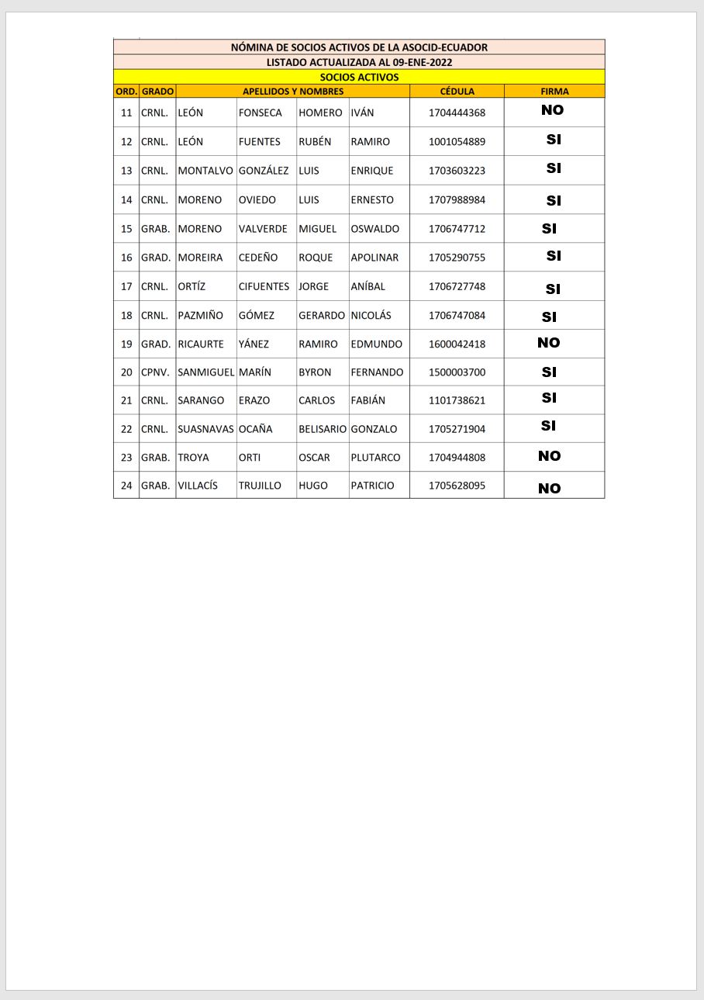 NÓMINA DE SOCIOS ACTIVOS DE LA ASOCID-ECUADOR
LISTADO ACTUALIZADA AL 09-ENE-2022
SOCIOS ACTIVOS
ORD. GRADO APELLIDOS Y NOMBRES CÉDULA FIRMA
11 CRNL. LEÓN FONSECA HOMERO IVÁN 1704444368 NO
12 CRNL. LEÓN FUENTES RUBÉN RAMIRO 1001054889 SI
13 CRNL. MONTALVO GONZÁLEZ LUIS ENRIQUE 1703603223 SI
14 CRNL. MORENO OVIEDO LUIS ERNESTO 1707988984 SI
15 GRAB. MORENO VALVERDE MIGUEL OSWALDO 1706747712 SI
16 GRAD. MOREIRA CEDEÑO ROQUE APOLINAR 1705290755 SI
17 CRNL. ORTÍZ CIFUENTES JORGE ANÍBAL 1706727748 SI
18 CRNL. PAZMIÑO GÓMEZ GERARDO NICOLÁS 1706747084 SI
19 GRAD. RICAURTE YÁNEZ RAMIRO EDMUNDO 1600042418 NO
20 CPNV. SANMIGUEL MARÍN BYRON FERNANDO 1500003700 SI
21 CRNL. SARANGO ERAZO CARLOS FABIÁN 1101738621 SI
22 CRNL. SUASNAVAS OCAÑA BELISARIO GONZALO 1705271904 SI
23 GRAB. TROYA ORTI OSCAR PLUTARCO 1704944808 NO
24 GRAB. VILLACÍS TRUJILLO HUGO PATRICIO 1705628095 NO